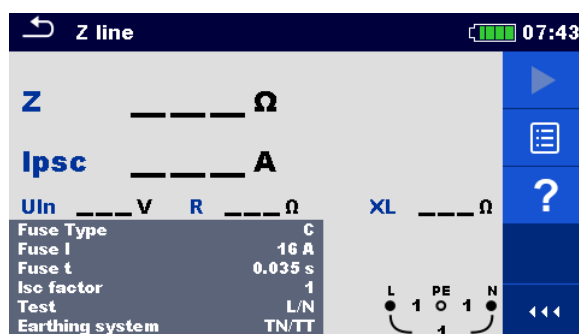 Z line 07:43
Z ___ Ω
Ipsc ___ A
Uln ___ V R ___ Ω XL ___ Ω
Fuse Type C
Fuse I 16 A
Fuse t 0.035 s
Isc factor 1
Test L/N
Earthing system TN/TT
L PE N
1 1
1
?